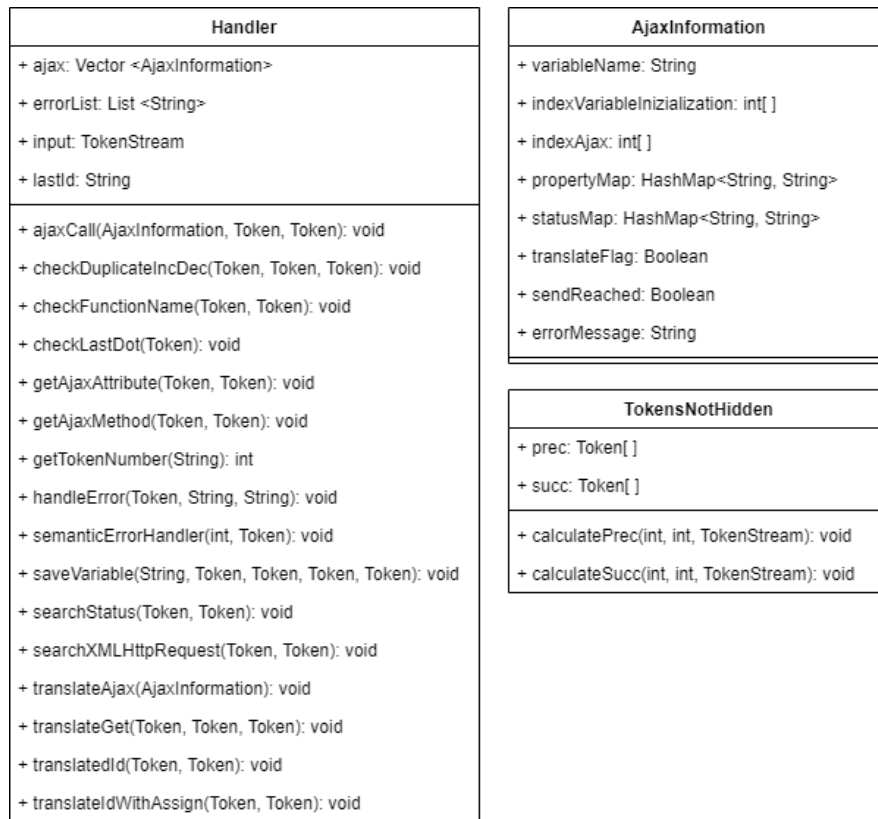 Handler
+ ajax: Vector <AjaxInformation>
+ errorList: List <String>
+ input: TokenStream
+ lastId: String
+ ajaxCall(AjaxInformation, Token, Token): void
+ checkDuplicateIncDec(Token, Token, Token): void
+ checkFunctionName(Token, Token): void
+ checkLastDot(Token): void
+ getAjaxAttribute(Token, Token): void
+ getAjaxMethod(Token, Token): void
+ getTokenNumber(String): int
+ handleError(Token, String, String): void
+ semanticErrorHandler(int, Token): void
+ saveVariable(String, Token, Token, Token, Token): void
+ searchStatus(Token, Token): void
+ searchXMLHttpRequest(Token, Token): void
+ translateAjax(AjaxInformation): void
+ translateGet(Token, Token, Token): void
+ translatedId(Token, Token): void
+ translateIdWithAssign(Token, Token): void
AjaxInformation
+ variableName: String
+ indexVariableInizialization: int[ ]
+ indexAjax: int[ ]
+ propertyMap: HashMap<String, String>
+ statusMap: HashMap<String, String>
+ translateFlag: Boolean
+ sendReached: Boolean
+ errorMessage: String
TokensNotHidden
+ prec: Token[ ]
+ succ: Token[ ]
+ calculatePrec(int, int, TokenStream): void
+ calculateSucc(int, int, TokenStream): void